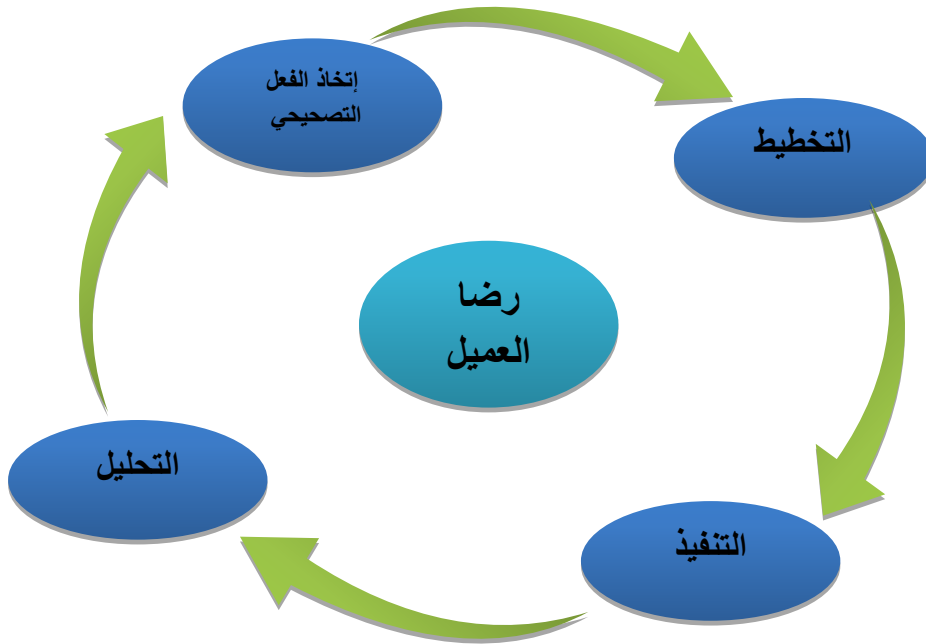 إتخاذ الفعل
التصحيحي
التخطيط
رضا
العميل
التحليل
التنفيذ